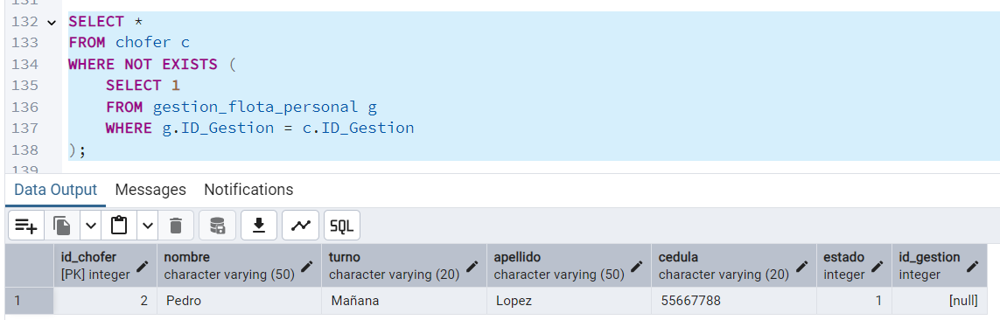 131
132 SELECT *
133 FROM chofer c
134 WHERE NOT EXISTS (
135 SELECT 1
136 FROM gestion_flota_personal g
137 WHERE g.ID_Gestion = c.ID_Gestion
138 );
139
Data Output Messages Notifications
SQL
id_chofer nombre turno apellido cedula estado id_gestion
[PK] integer character varying (50) character varying (20) character varying (50) character varying (20) integer integer
1 2 Pedro Mañana Lopez 55667788 1 [null]